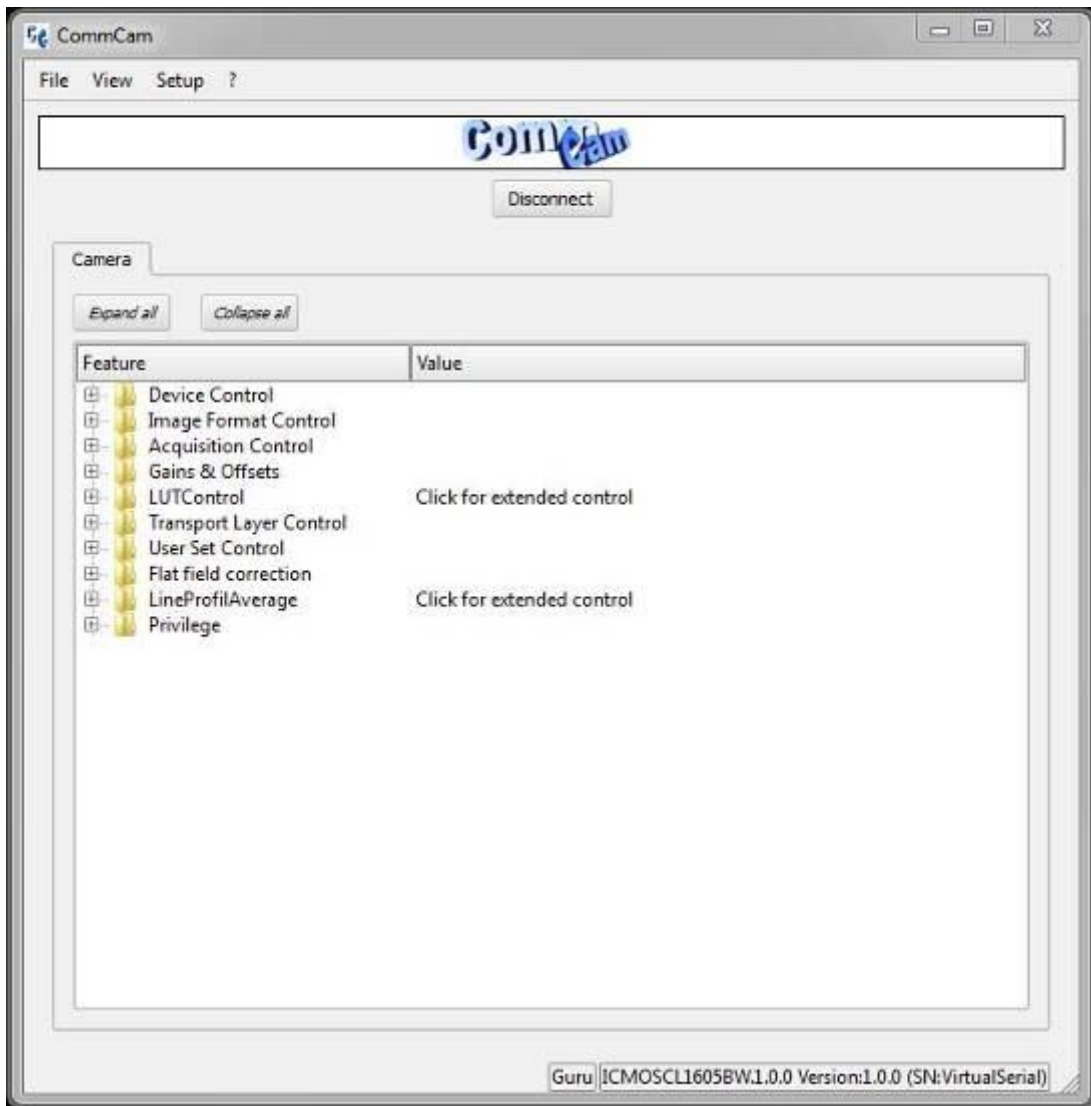 CommCam
File View Setup ?
ComCam
Disconnect
Camera
Expand all Collapse all
Feature Value
Device Control
Image Format Control
Acquisition Control
Gains & Offsets
LUTControl Click for extended control
Transport Layer Control
User Set Control
Flat field correction
LineProfilAverage Click for extended control
Privilege
Guru ICMOSCL1605BW.1.0.0 Version:1.0.0 (SN:VirtualSerial)